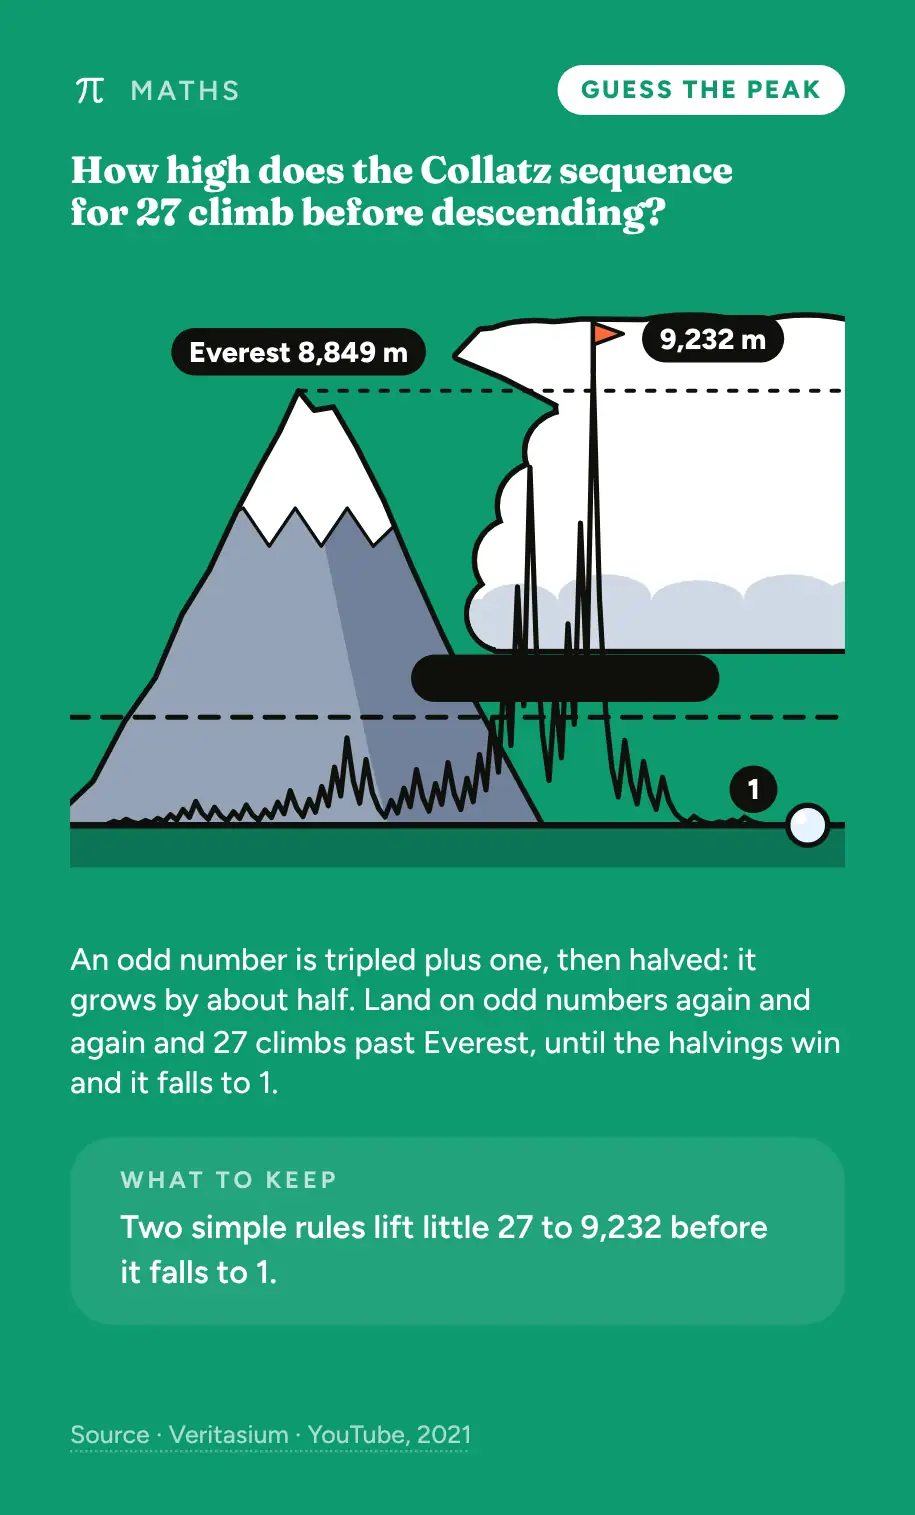 π MATHS
GUESS THE PEAK
How high does the Collatz sequence
for 27 climb before descending?
Everest 8,849 m
9,232 m
1
An odd number is tripled plus one, then halved: it
grows by about half. Land on odd numbers again and
again and 27 climbs past Everest, until the halvings win
and it falls to 1.
WHAT TO KEEP
Two simple rules lift little 27 to 9,232 before
it falls to 1.
Source · Veritasium · YouTube, 2021